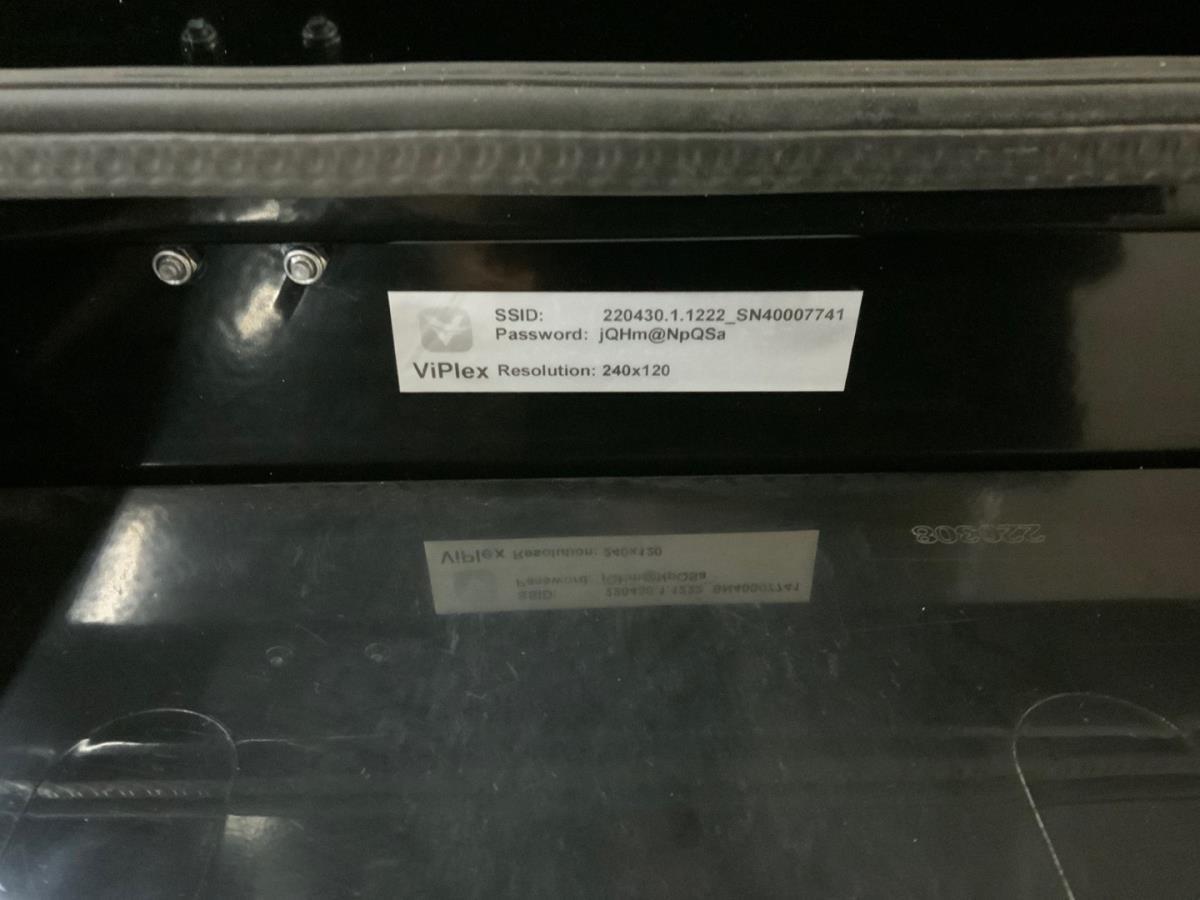 SSID: 220430.1.1222_SN40007741
Password: jQHm@NpQSa
ViPlex Resolution: 240x120